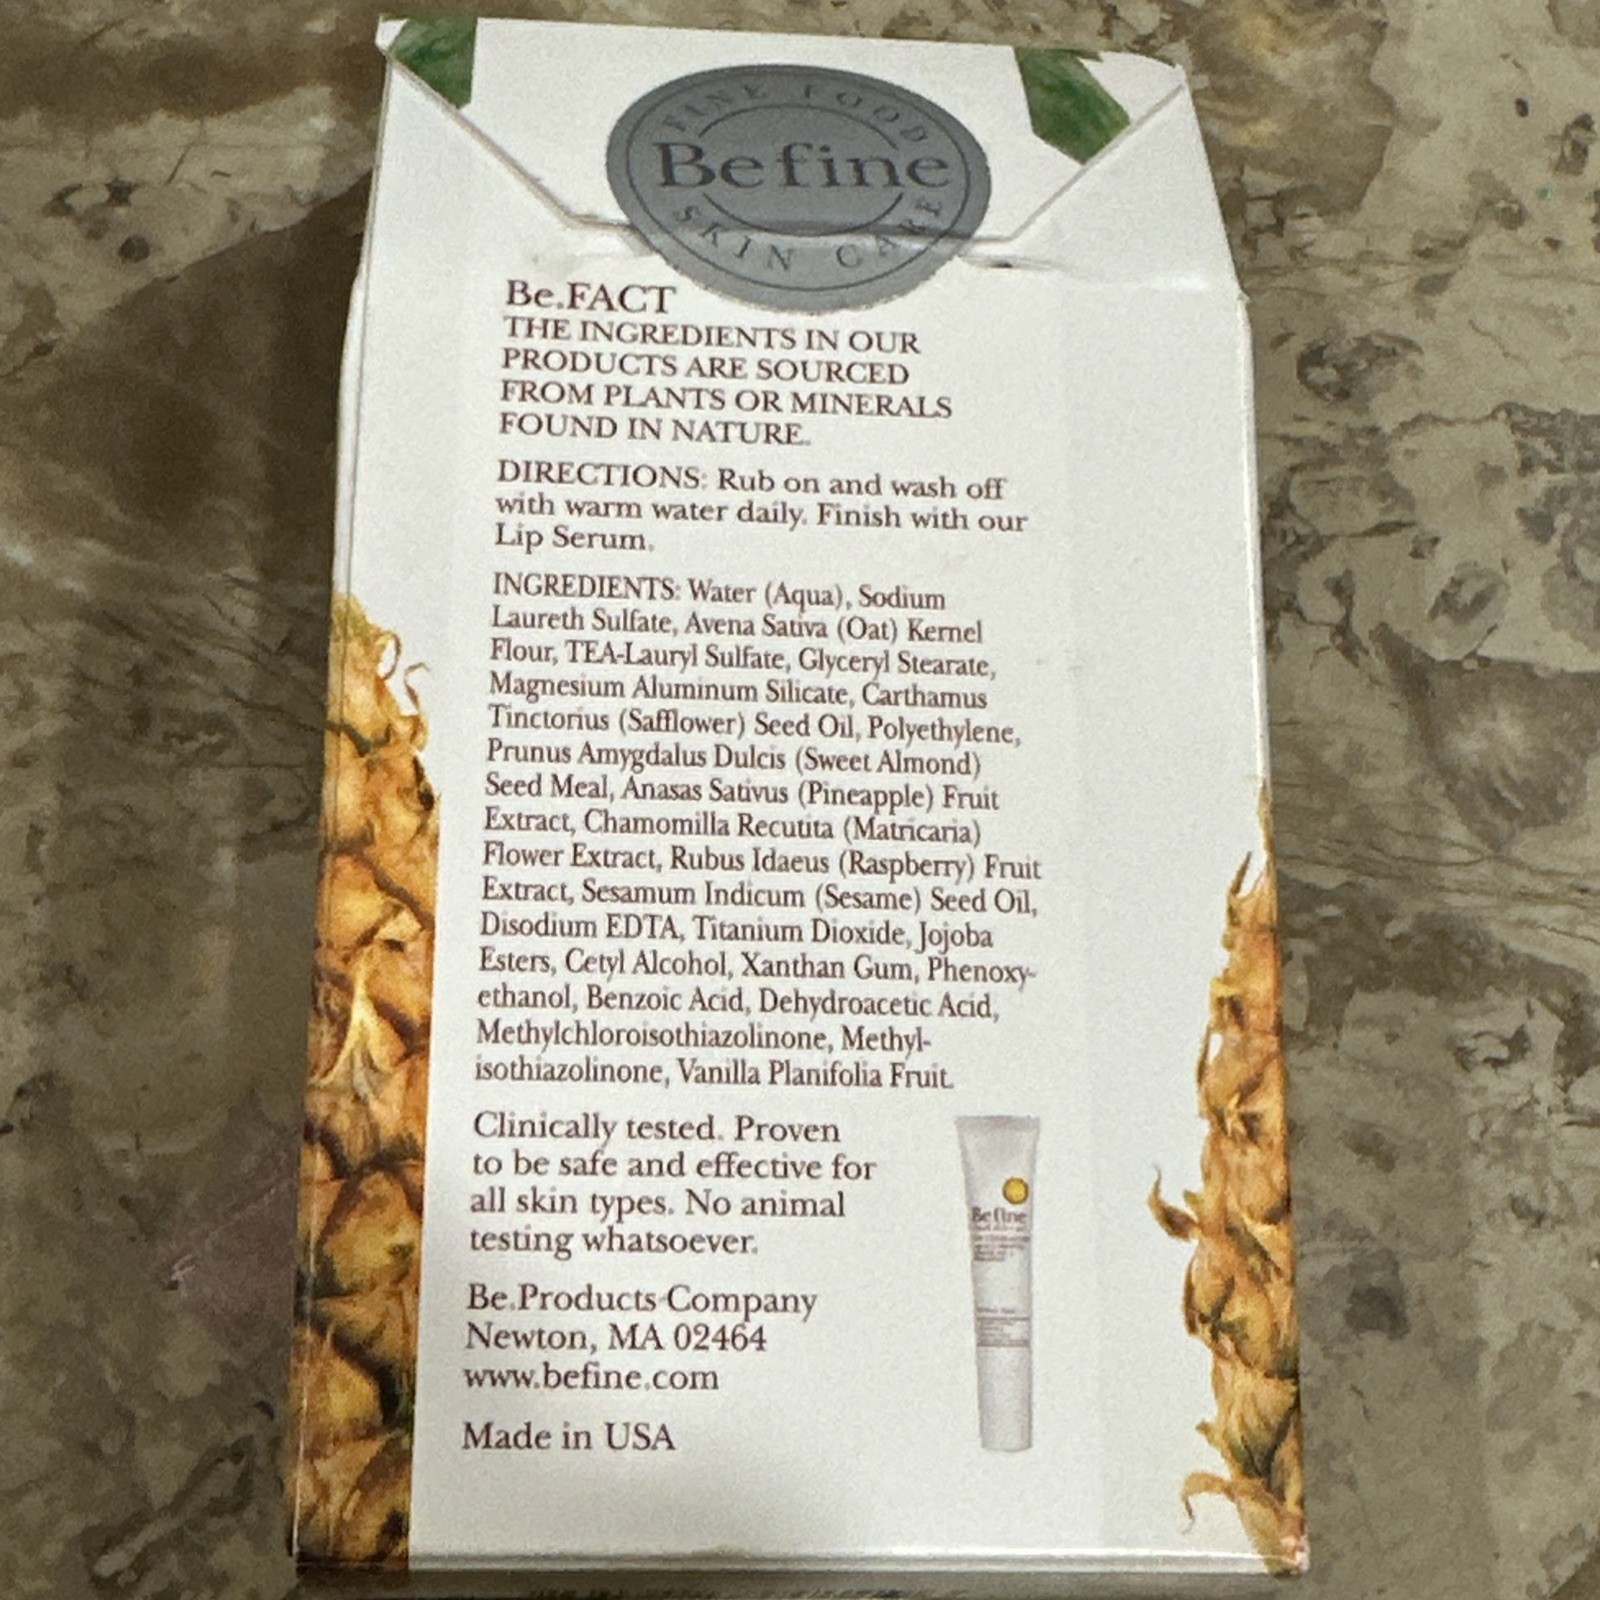 FINE FOOD
Befine
SKIN CARE
Be.FACT
THE INGREDIENTS IN OUR
PRODUCTS ARE SOURCED
FROM PLANTS OR MINERALS
FOUND IN NATURE.
DIRECTIONS: Rub on and wash off
with warm water daily. Finish with our
Lip Serum.
INGREDIENTS: Water (Aqua), Sodium
Laureth Sulfate, Avena Sativa (Oat) Kernel
Flour, TEA-Lauryl Sulfate, Glyceryl Stearate,
Magnesium Aluminum Silicate, Carthamus
Tinctorius (Safflower) Seed Oil, Polyethylene,
Prunus Amygdalus Dulcis (Sweet Almond)
Seed Meal, Anasas Sativus (Pineapple) Fruit
Extract, Chamomilla Recutita (Matricaria)
Flower Extract, Rubus Idaeus (Raspberry) Fruit
Extract, Sesamum Indicum (Sesame) Seed Oil,
Disodium EDTA, Titanium Dioxide, Jojoba
Esters, Cetyl Alcohol, Xanthan Gum, Phenoxy-
ethanol, Benzoic Acid, Dehydroacetic Acid,
Methylchloroisothiazolinone, Methyl-
isothiazolinone, Vanilla Planifolia Fruit.
Clinically tested. Proven
to be safe and effective for
all skin types. No animal
testing whatsoever.
Befine
Be.Products Company
Newton, MA 02464
www.befine.com
Made in USA